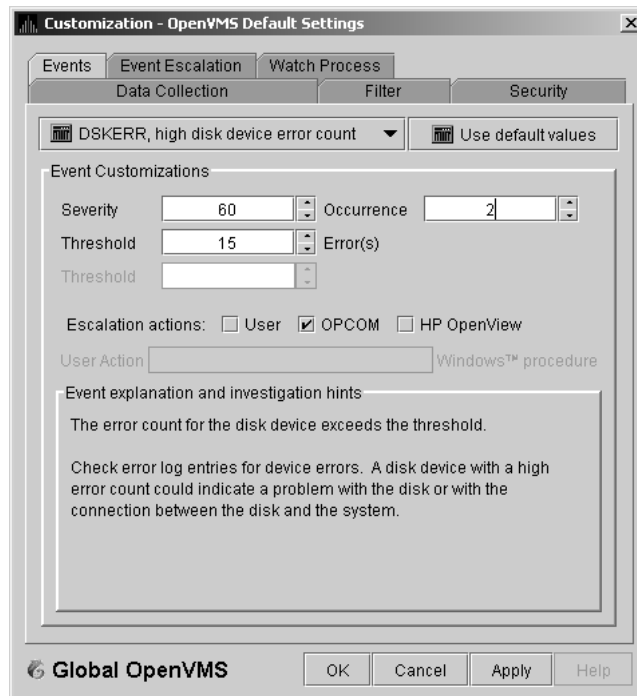 Customization - OpenVMS Default Settings
Events Event Escalation Watch Process
Data Collection Filter Security
DSKERR, high disk device error count Use default values
Event Customizations
Severity 60 Occurrence 2
Threshold 15 Error(s)
Threshold
Escalation actions: User OPCOM HP OpenView
User Action Windows™ procedure
Event explanation and investigation hints
The error count for the disk device exceeds the threshold.
Check error log entries for device errors. A disk device with a high
error count could indicate a problem with the disk or with the
connection between the disk and the system.
Global OpenVMS OK Cancel Apply Help